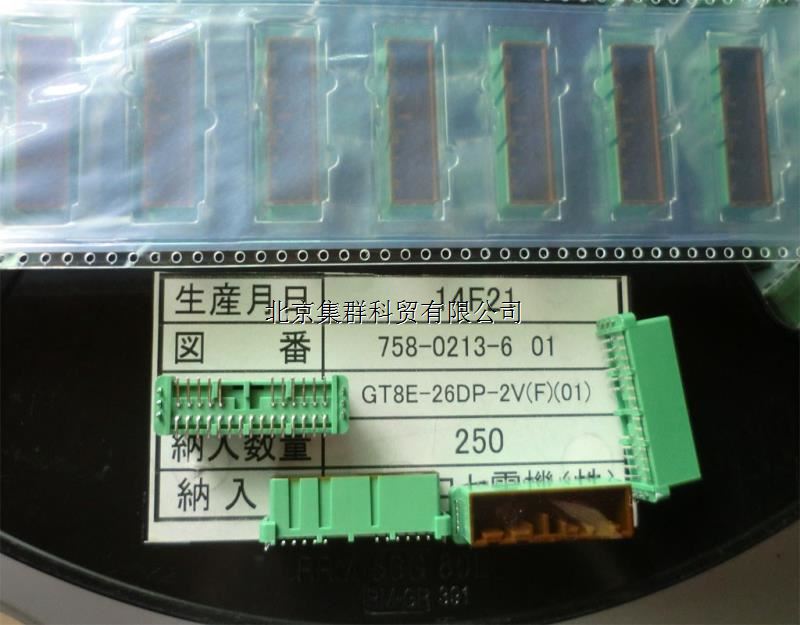 生産月日 14E21
北京集群科贸有限公司
図番 758-0213-6 01
GT8E-26DP-2V(F)(01)
納入数量 250
納入
391